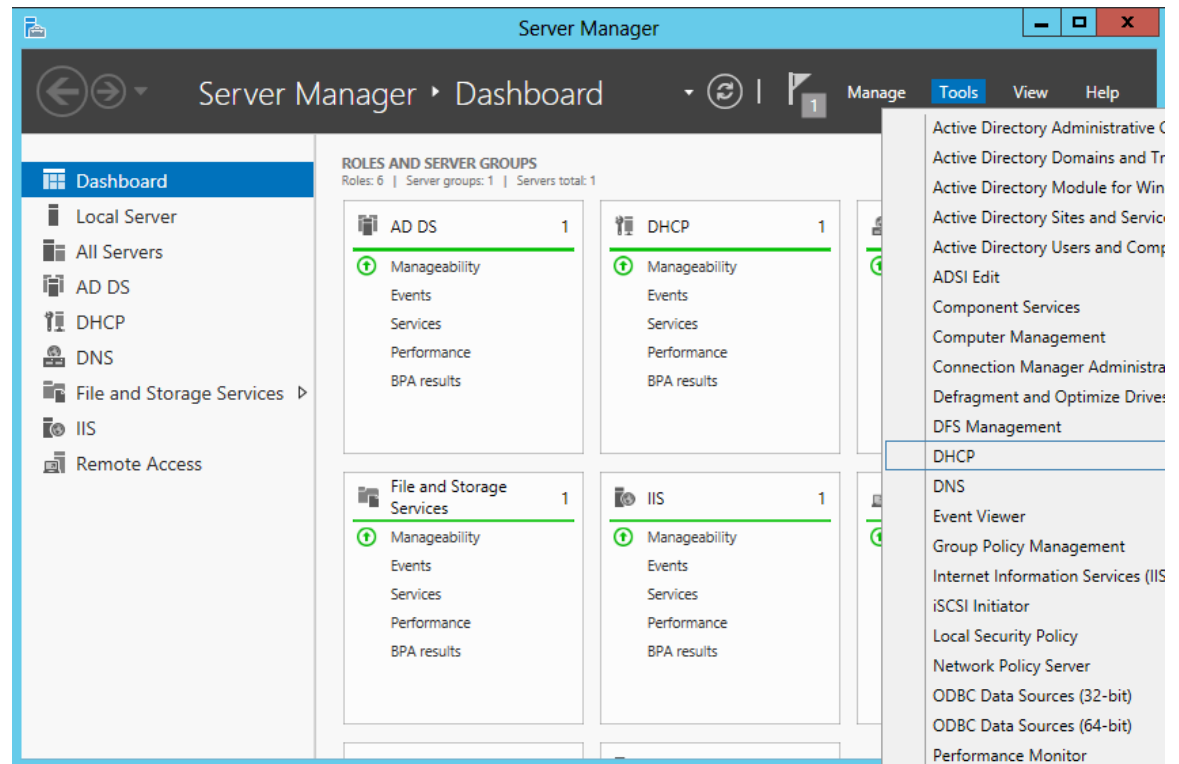 Server Manager
Server Manager • Dashboard
1
Manage Tools View Help
Dashboard
Local Server
All Servers
AD DS
DHCP
DNS
File and Storage Services
IIS
Remote Access
ROLES AND SERVER GROUPS
Roles: 6 | Server groups: 1 | Servers total: 1
AD DS 1
Manageability
Events
Services
Performance
BPA results
DHCP 1
Manageability
Events
Services
Performance
BPA results
File and Storage
Services 1
Manageability
Events
Services
Performance
BPA results
IIS 1
Manageability
Events
Services
Performance
BPA results
Active Directory Administrative
Active Directory Domains and Tr
Active Directory Module for Win
Active Directory Sites and Servic
Active Directory Users and Comp
ADSI Edit
Component Services
Computer Management
Connection Manager Administra
Defragment and Optimize Drives
DFS Management
DHCP
DNS
Event Viewer
Group Policy Management
Internet Information Services (IIS
iSCSI Initiator
Local Security Policy
Network Policy Server
ODBC Data Sources (32-bit)
ODBC Data Sources (64-bit)
Performance Monitor